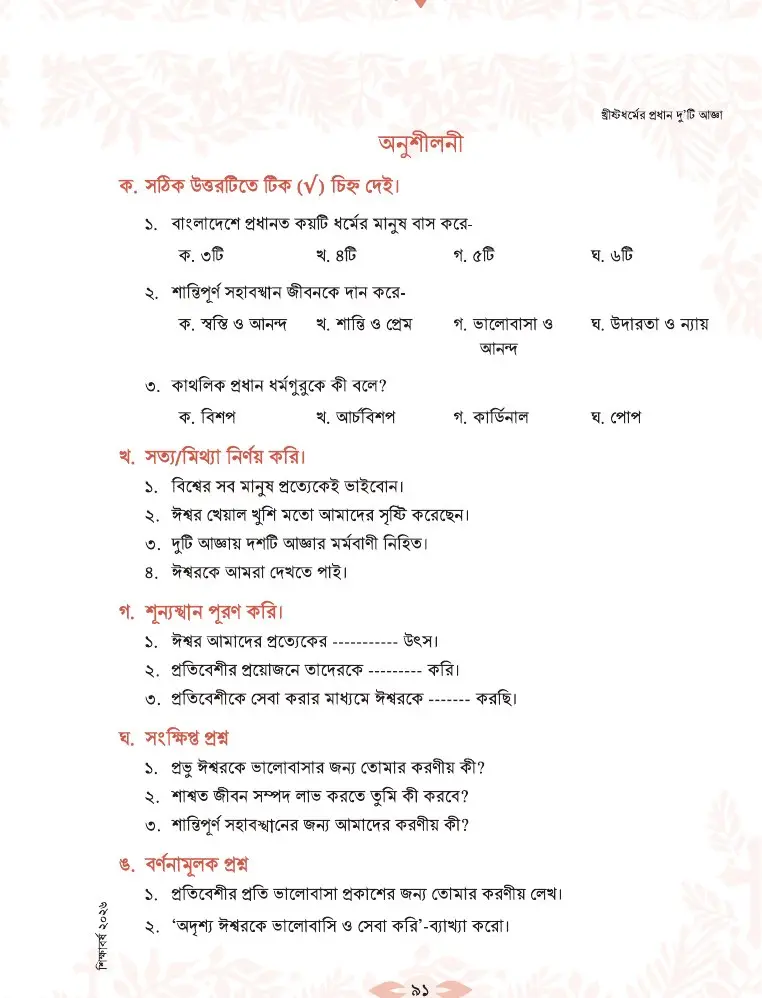 খ্রীষ্টধর্মের প্রধান দু'টি আজ্ঞা
অনুশীলনী
ক. সঠিক উত্তরটিতে টিক (√) চিহ্ন দেই।
১. বাংলাদেশে প্রধানত কয়টি ধর্মের মানুষ বাস করে-
ক. ৩টি খ. ৪টি গ. ৫টি ঘ. ৬টি
২. শান্তিপূর্ণ সহাবস্থান জীবনকে দান করে-
ক. স্বস্তি ও আনন্দ খ. শান্তি ও প্রেম গ. ভালোবাসা ও ঘ. উদারতা ও ন্যায়
আনন্দ
৩. কাথলিক প্রধান ধর্মগুরুকে কী বলে?
ক. বিশপ খ. আর্চবিশপ গ. কার্ডিনাল ঘ. পোপ
খ. সত্য/মিথ্যা নির্ণয় করি।
১. বিশ্বের সব মানুষ প্রত্যেকেই ভাইবোন।
২. ঈশ্বর খেয়াল খুশি মতো আমাদের সৃষ্টি করেছেন।
৩. দুটি আজ্ঞায় দশটি আজ্ঞার মর্মবাণী নিহিত।
৪. ঈশ্বরকে আমরা দেখতে পাই।
গ. শূন্যস্থান পূরণ করি।
১. ঈশ্বর আমাদের প্রত্যেকের ----------- উৎস।
২. প্রতিবেশীর প্রয়োজনে তাদেরকে --------- করি।
৩. প্রতিবেশীকে সেবা করার মাধ্যমে ঈশ্বরকে ------- করছি।
ঘ. সংক্ষিপ্ত প্রশ্ন
১. প্রভু ঈশ্বরকে ভালোবাসার জন্য তোমার করণীয় কী?
২. শাশ্বত জীবন সম্পদ লাভ করতে তুমি কী করবে?
৩. শান্তিপূর্ণ সহাবস্থানের জন্য আমাদের করণীয় কী?
ঙ. বর্ণনামূলক প্রশ্ন
১. প্রতিবেশীর প্রতি ভালোবাসা প্রকাশের জন্য তোমার করণীয় লেখ।
২. ‘অদৃশ্য ঈশ্বরকে ভালোবাসি ও সেবা করি’-ব্যাখ্যা করো।
শিক্ষাবর্ষ ২০২৬
৯১